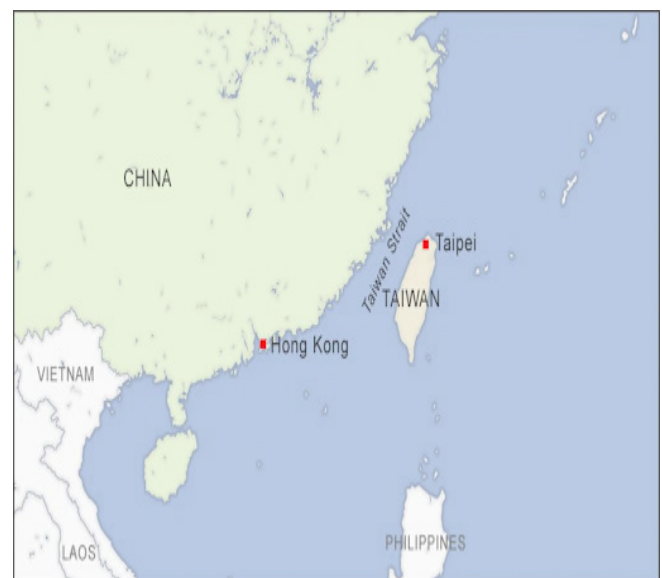 CHINA
Taiwan Strait
Taipei
TAIWAN
Hong Kong
VIETNAM
LAOS
PHILIPPINES